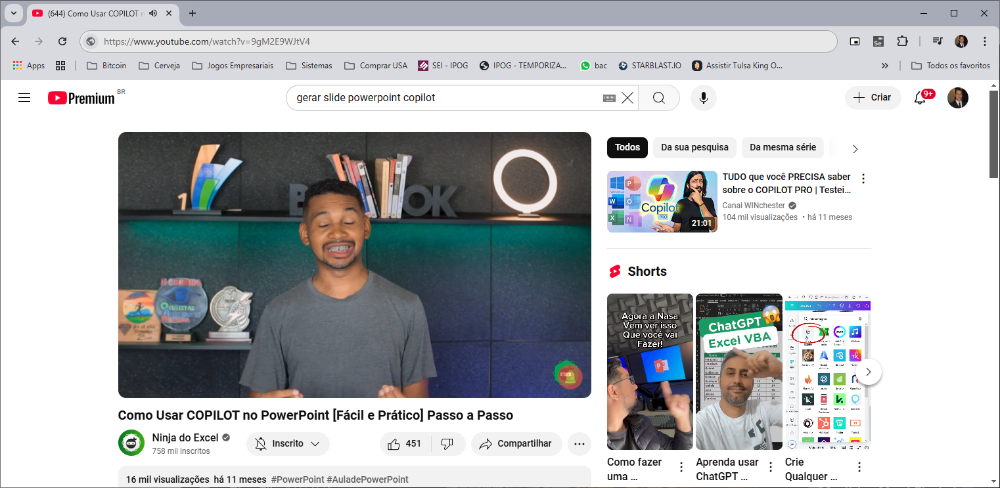 (644) Como Usar COPILOT n
https://www.youtube.com/watch?v=9gM2E9WJtV4
Apps
Bitcoin
Cerveja
Jogos Empresariais
Sistemas
Comprar USA
SEI - IPOG
IPOG - TEMPORIZA...
bac
STARBLAST.IO
Assistir Tulsa King O...
Todos os favoritos
Premium BR
gerar slide powerpoint copilot
Criar
9+
Todos
Da sua pesquisa
Da mesma série
TUDO que você PRECISA saber
sobre o COPILOT PRO | Testei...
Canal WINchester
104 mil visualizações • há 11 meses
Copilot
PRO
21:01
Shorts
Agora a Nasa
Vem ver isso
Que você vai
Fazer!
ChatGPT
Excel VBA
Como fazer
uma ...
Aprenda usar
ChatGPT ...
Crie
Qualquer ...
Como Usar COPILOT no PowerPoint [Fácil e Prático] Passo a Passo
Ninja do Excel
758 mil inscritos
Inscrito
451
Compartilhar
16 mil visualizações há 11 meses #PowerPoint #AuladePowerPoint